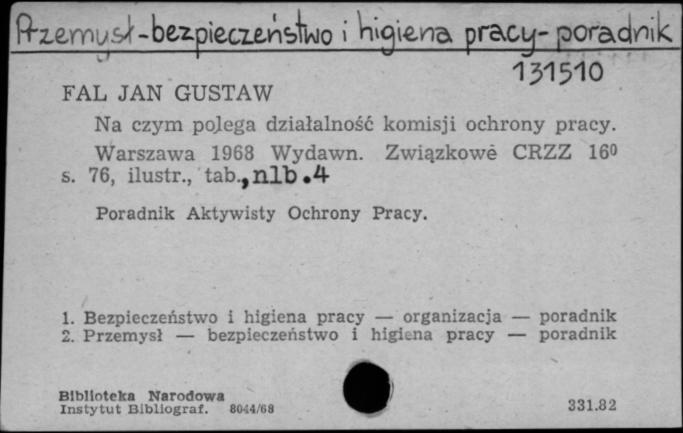 Przemysł-bezpieczeństwo i higiena pracy-poradnik
131510
FAL JAN GUSTAW
Na czym polega działalność komisji ochrony pracy.
Warszawa 1968 Wydawn. Związkowe CRZZ 16⁰
s. 76, ilustr., tab., nlb.4
Poradnik Aktywisty Ochrony Pracy.
1. Bezpieczeństwo i higiena pracy — organizacja — poradnik
2. Przemysł — bezpieczeństwo i higiena pracy — poradnik
Biblioteka Narodowa
Instytut Bibliograf. 8044/68
331.82